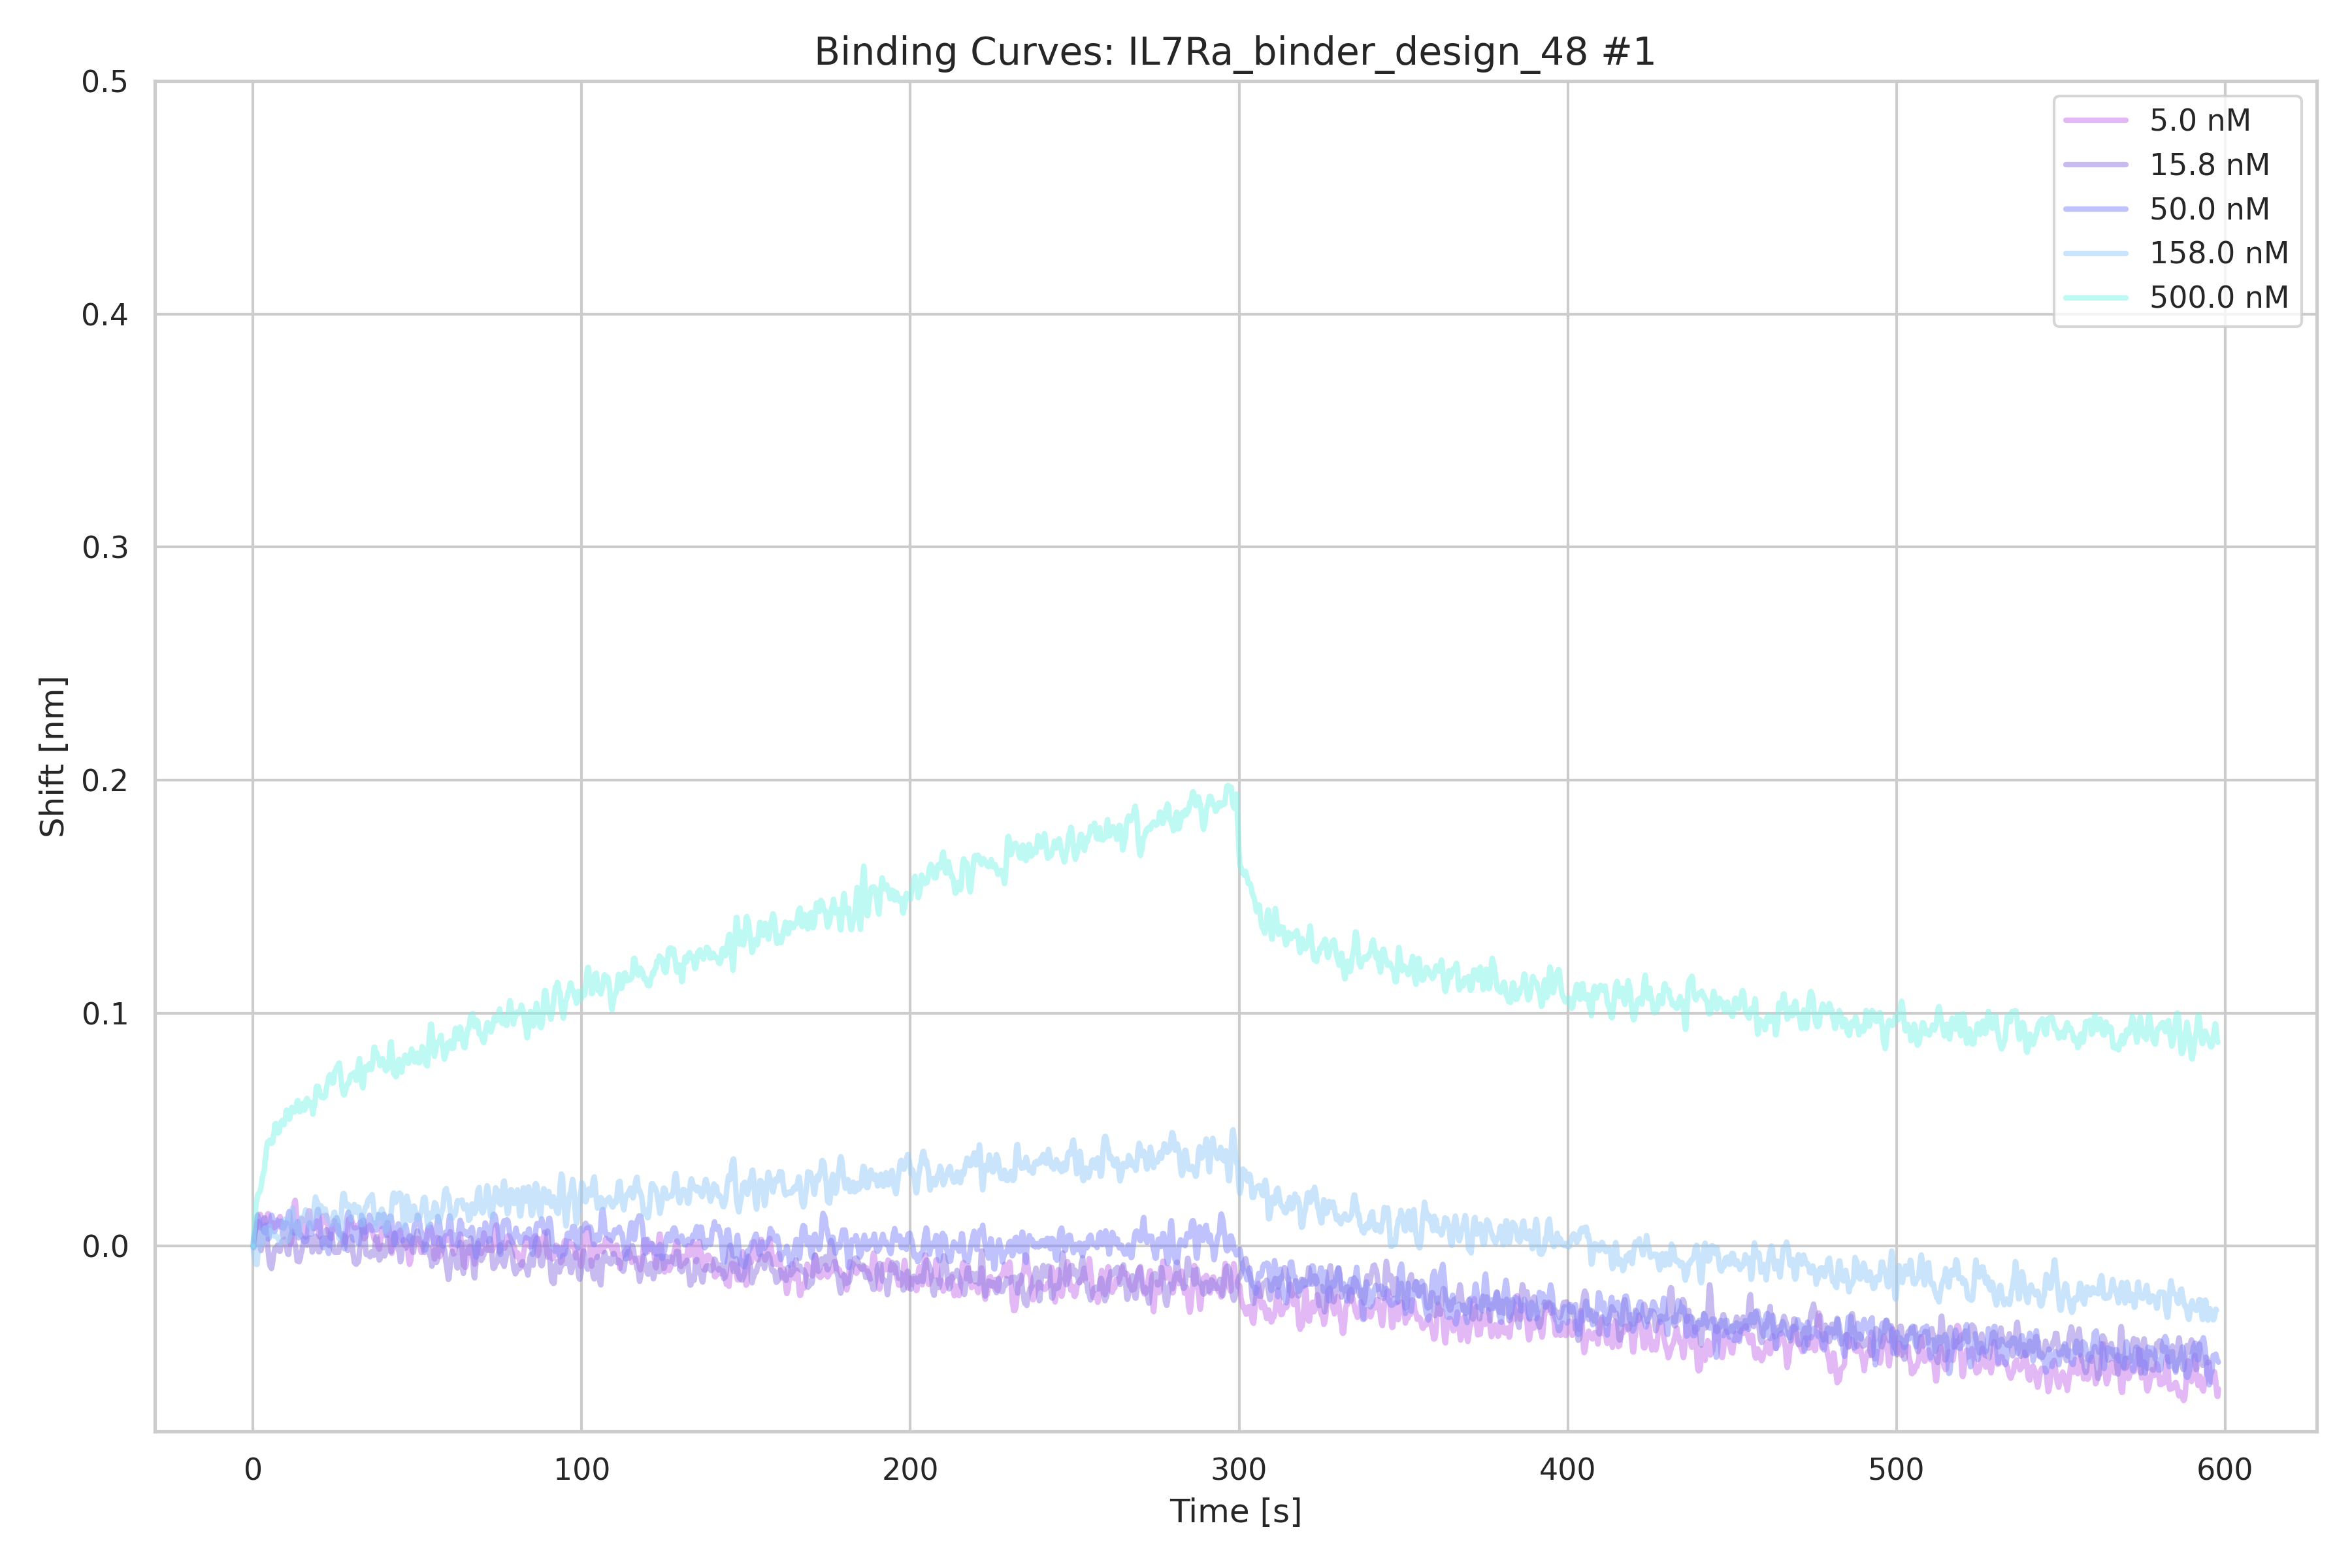 Binding Curves: IL7Ra_binder_design_48 #1
0.5
0.4
0.3
0.2
0.1
0.0
Shift [nm]
5.0 nM
15.8 nM
50.0 nM
158.0 nM
500.0 nM
0 100 200 300 400 500 600
Time [s]